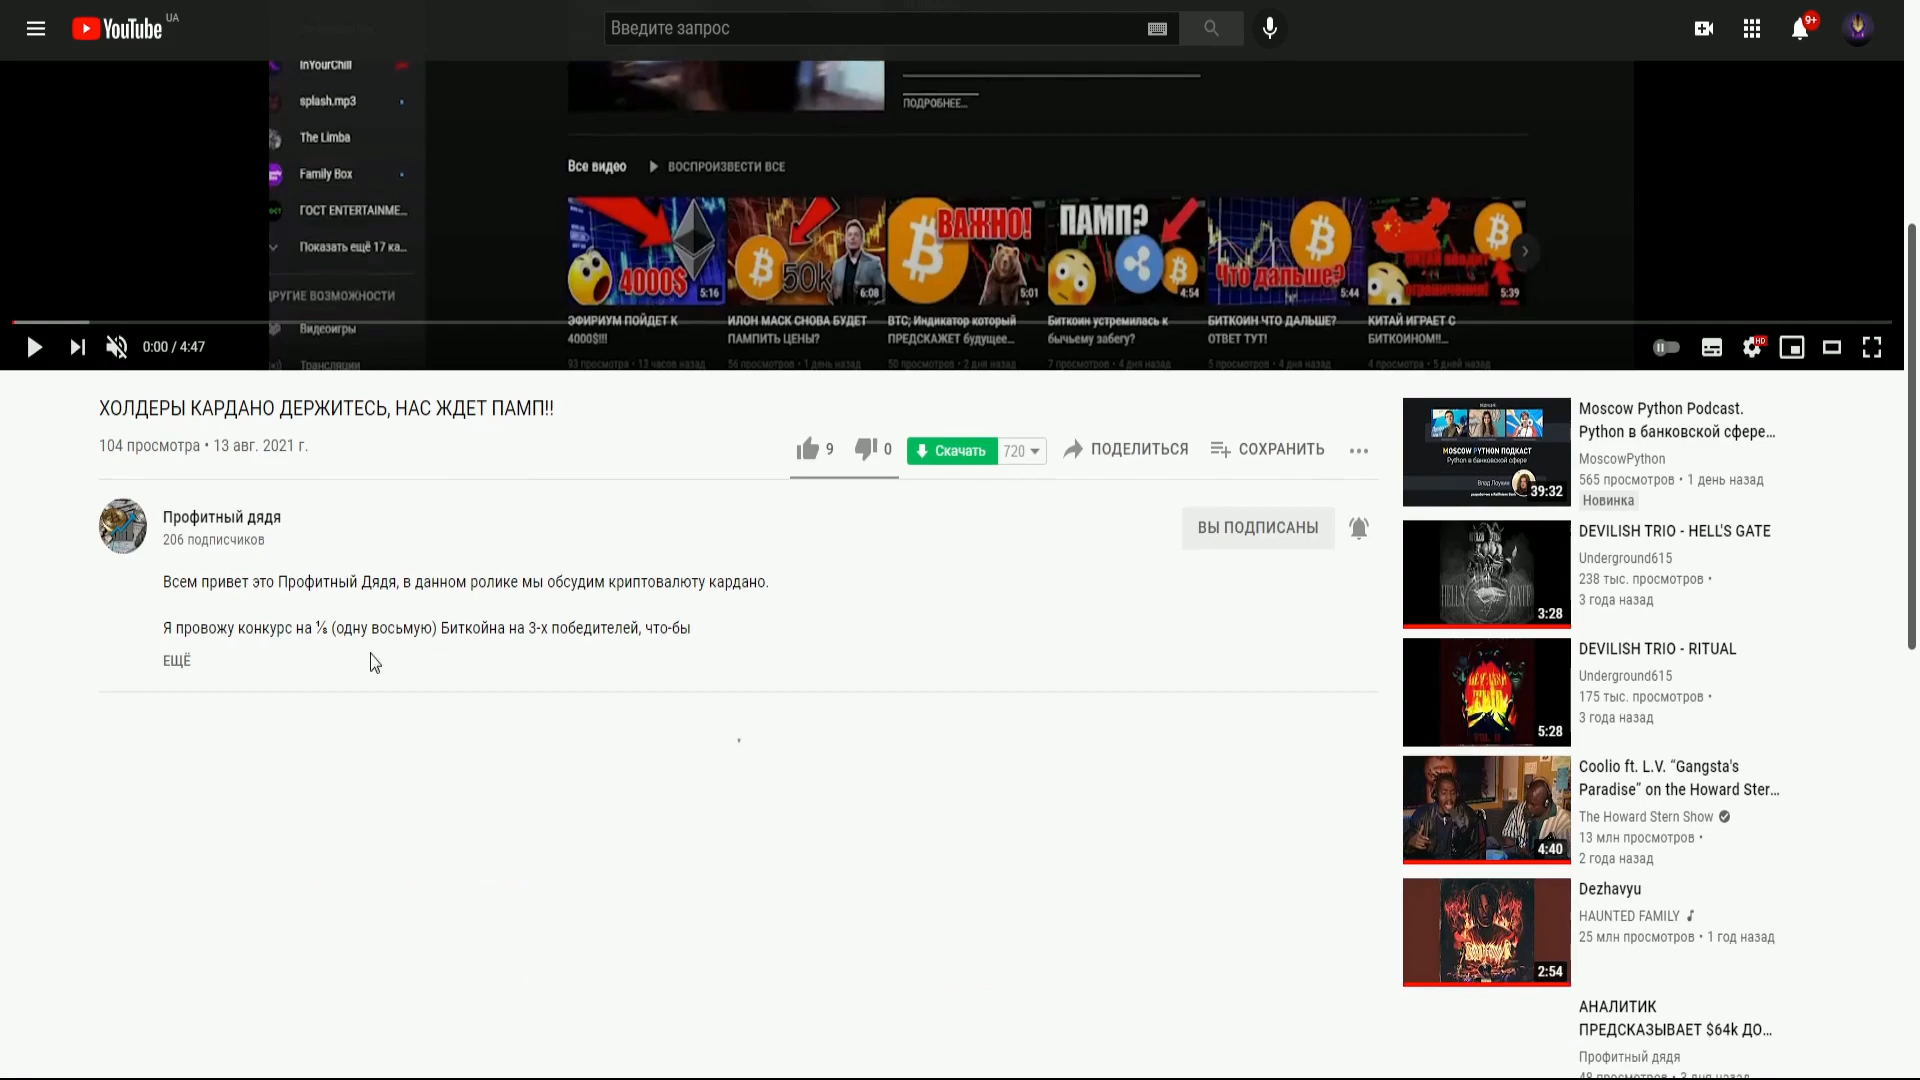 YouTube UA
Введите запрос
9+
InYourChill
splash.mp3
The Limba
Family Box
ГОСТ ENTERTAINME...
Показать ещё 17 ка...
ДРУГИЕ ВОЗМОЖНОСТИ
Видеоигры
Трансляции
ПОДРОБНЕЕ...
Все видео ВОСПРОИЗВЕСТИ ВСЕ
4000$ 5:16
50k 6:08
ВАЖНО! 5:01
ПАМП? 4:54
Что дальше? 5:44
5:39
ЭФИРИУМ ПОЙДЕТ К
4000$!!!
93 просмотра • 13 часов назад
ИЛОН МАСК СНОВА БУДЕТ
ПАМПИТЬ ЦЕНЫ?
56 просмотров • 1 день назад
BTC; Индикатор который
ПРЕДСКАЖЕТ будущее...
50 просмотров • 2 дня назад
Биткоин устремилась к
бычьему забегу?
7 просмотров • 4 дня назад
БИТКОИН ЧТО ДАЛЬШЕ?
ОТВЕТ ТУТ!
5 просмотров • 4 дня назад
КИТАЙ ИГРАЕТ С
БИТКОИНОМ!!...
4 просмотра • 5 дней назад
0:00 / 4:47
HD
ХОЛДЕРЫ КАРДАНО ДЕРЖИТЕСЬ, НАС ЖДЕТ ПАМП!!
104 просмотра • 13 авг. 2021 г.
9 0 Скачать 720 ПОДЕЛИТЬСЯ СОХРАНИТЬ
Профитный дядя
206 подписчиков
ВЫ ПОДПИСАНЫ
Всем привет это Профитный Дядя, в данном ролике мы обсудим криптовалюту кардано.
Я провожу конкурс на ⅛ (одну восьмую) Биткойна на 3-х победителей, что-бы
ЕЩЁ
MOSCOW PYTHON ПОДКАСТ
Python в банковской сфере
39:32
Moscow Python Podcast.
Python в банковской сфере...
MoscowPython
565 просмотров • 1 день назад
Новинка
HELLS GATE
3:28
DEVILISH TRIO - HELL'S GATE
Underground615
238 тыс. просмотров •
3 года назад
5:28
DEVILISH TRIO - RITUAL
Underground615
175 тыс. просмотров •
3 года назад
4:40
Coolio ft. L.V. “Gangsta's
Paradise” on the Howard Ster...
The Howard Stern Show
13 млн просмотров •
2 года назад
2:54
Dezhavyu
HAUNTED FAMILY
25 млн просмотров • 1 год назад
АНАЛИТИК
ПРЕДСКАЗЫВАЕТ $64k ДО...
Профитный дядя
48 просмотров • 3 дня назад